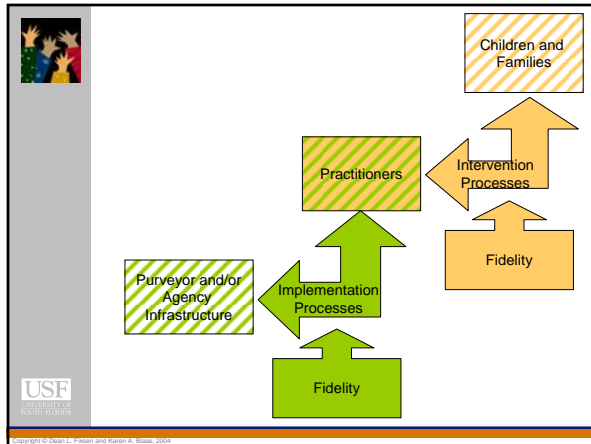 Children and
Families
Practitioners
Intervention
Processes
Fidelity
Purveyor and/or
Agency
Infrastructure
Implementation
Processes
Fidelity
USF
UNIVERSITY OF
SOUTH FLORIDA
Copyright © Dean L. Fixsen and Karen A. Blase, 2004